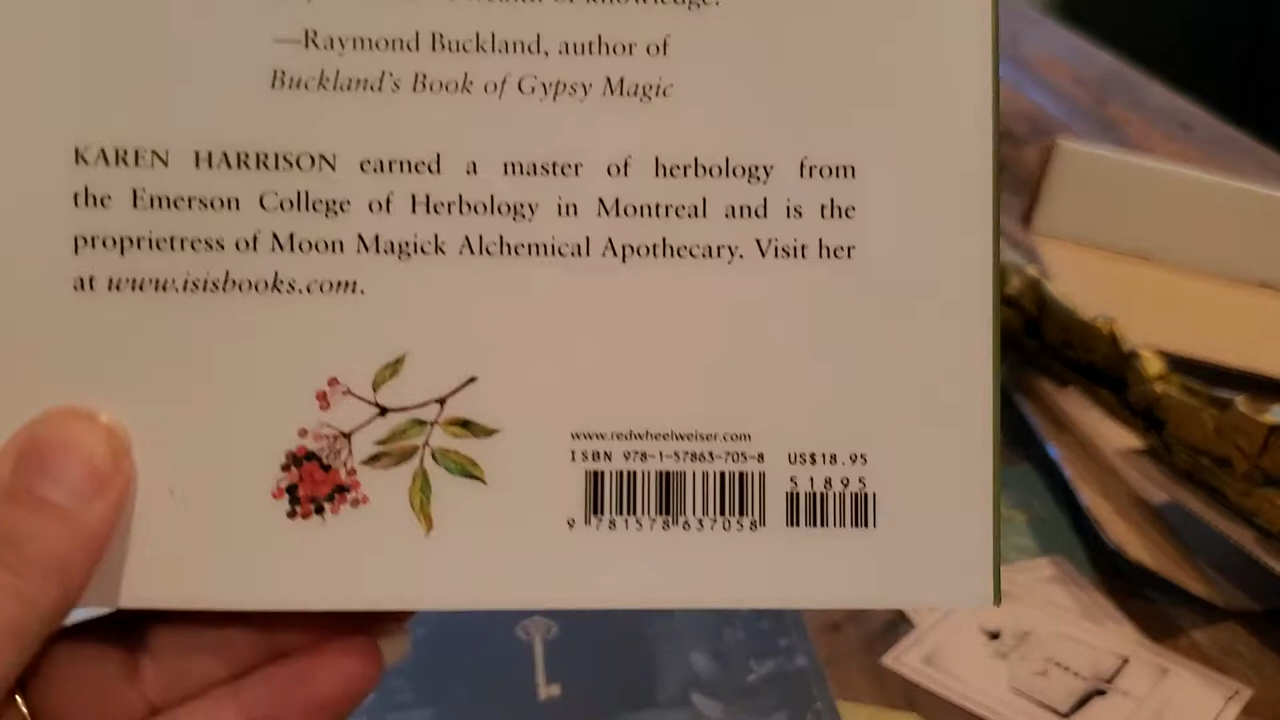 of knowledge.
—Raymond Buckland, author of
Buckland's Book of Gypsy Magic
KAREN HARRISON earned a master of herbology from
the Emerson College of Herbology in Montreal and is the
proprietress of Moon Magick Alchemical Apothecary. Visit her
at www.isisbooks.com.
www.redwheelweiser.com
ISBN 978-1-57863-705-8 US$18.95
51895
9 781578 637058